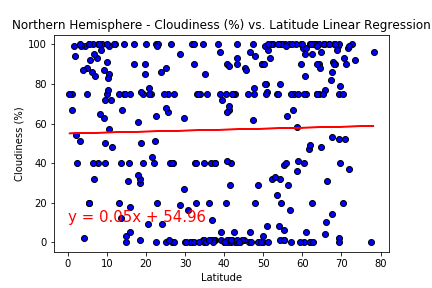 Northern Hemisphere - Cloudiness (%) vs. Latitude Linear Regression
100
80
60
40
20
0
Cloudiness (%)
y = 0.05x + 54.96
0 10 20 30 40 50 60 70 80
Latitude